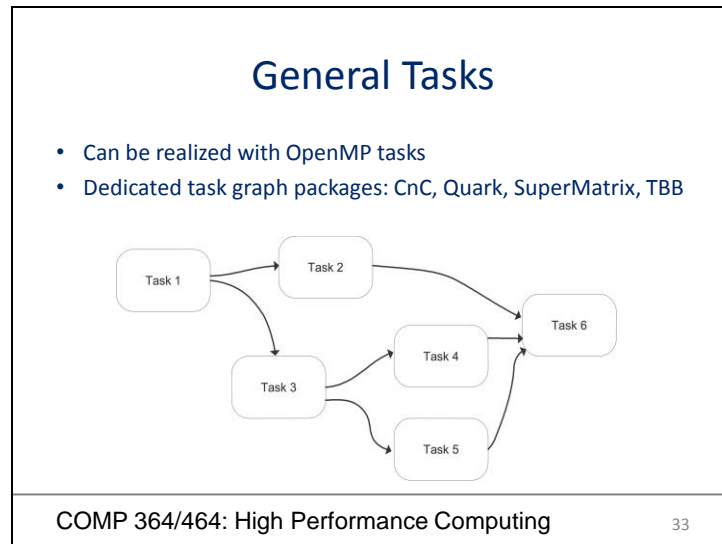 General Tasks
• Can be realized with OpenMP tasks
• Dedicated task graph packages: CnC, Quark, SuperMatrix, TBB
Task 1
Task 2
Task 6
Task 4
Task 3
Task 5
COMP 364/464: High Performance Computing
33